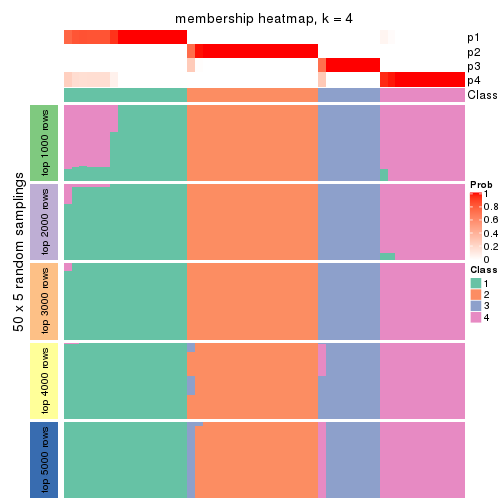 membership heatmap, k = 4
p1
p2
p3
p4
Class
50 x 5 random samplings
top 1000 rows
top 2000 rows
top 3000 rows
top 4000 rows
top 5000 rows
Prob
1
0.8
0.6
0.4
0.2
0
Class
1
2
3
4